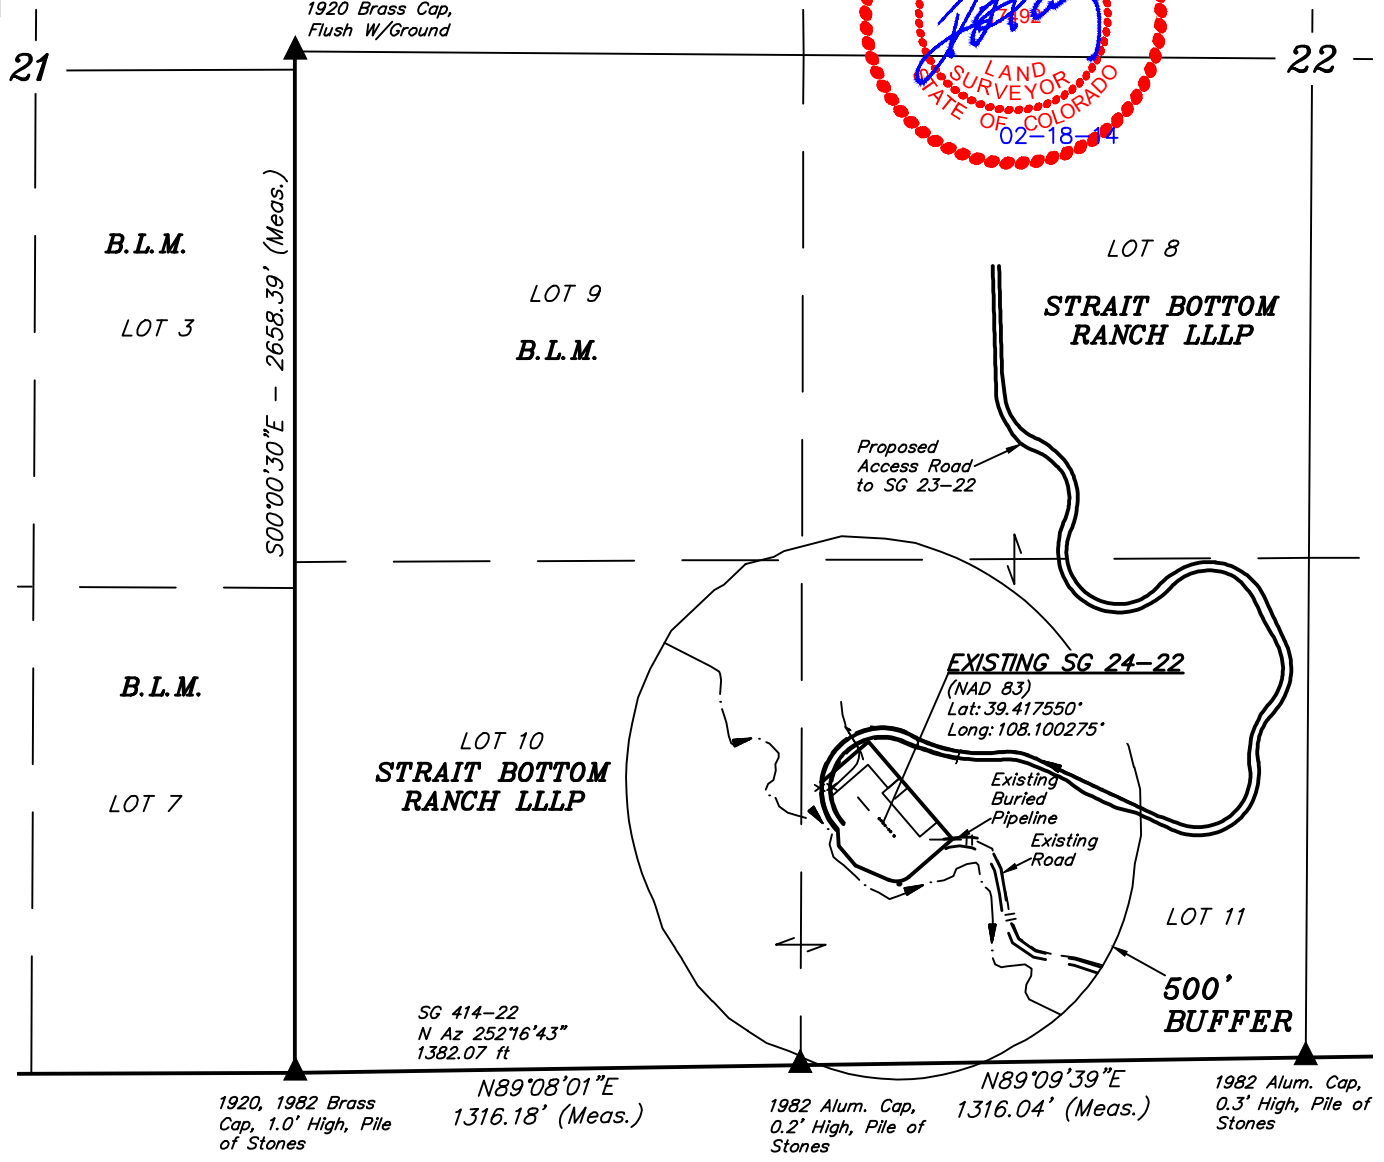 1920 Brass Cap,
Flush W/Ground
21
22
7492
LAND
SURVEYOR
STATE OF COLORADO
02-18-14
S00°00'30"E - 2658.39' (Meas.)
B.L.M.
LOT 3
LOT 9
B.L.M.
LOT 8
STRAIT BOTTOM
RANCH LLLP
Proposed
Access Road
to SG 23-22
B.L.M.
LOT 7
LOT 10
STRAIT BOTTOM
RANCH LLLP
EXISTING SG 24-22
(NAD 83)
Lat: 39.417550°
Long: 108.100275°
Existing
Buried
Pipeline
Existing
Road
LOT 11
500'
BUFFER
SG 414-22
N Az 252°16'43"
1382.07 ft
N89°08'01"E
1316.18' (Meas.)
N89°09'39"E
1316.04' (Meas.)
1920, 1982 Brass
Cap, 1.0' High, Pile
of Stones
1982 Alum. Cap,
0.2' High, Pile of
Stones
1982 Alum. Cap,
0.3' High, Pile of
Stones